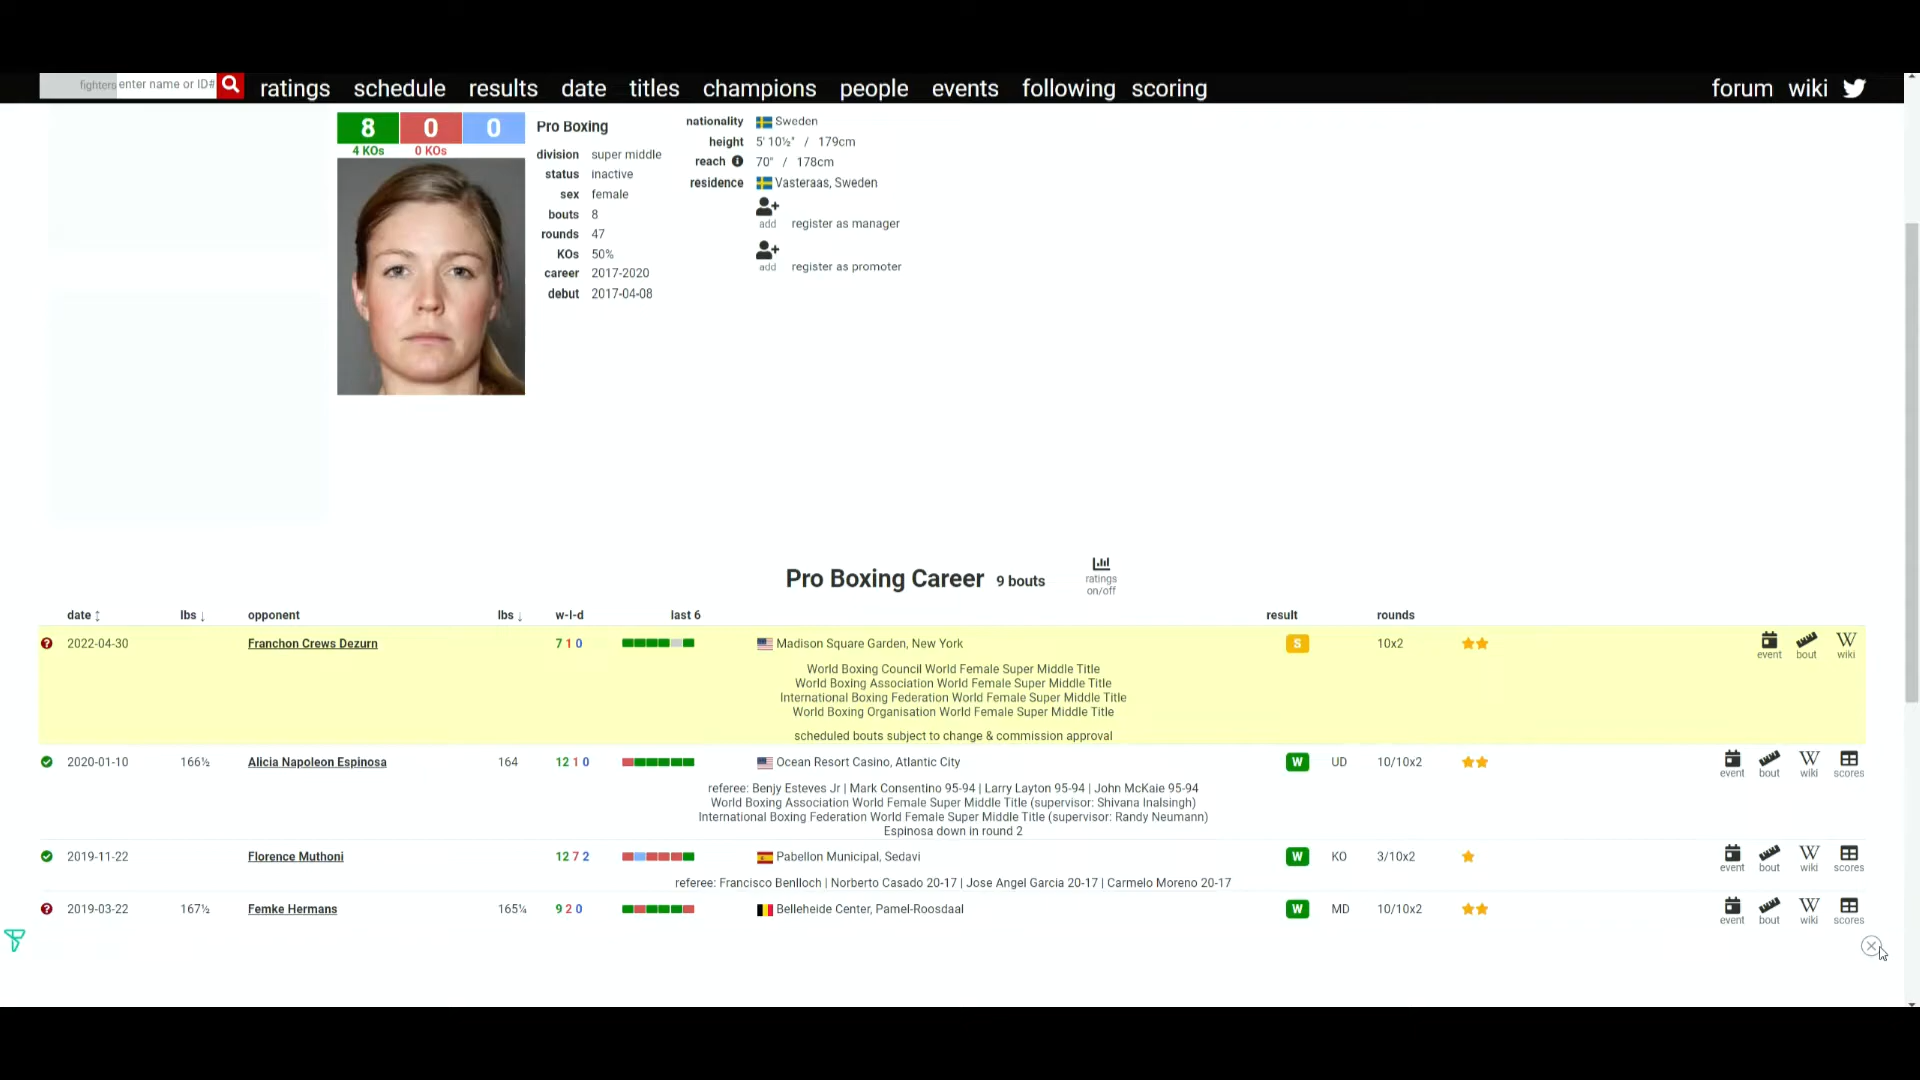 fighters enter name or ID# ratings schedule results date titles champions people events following scoring forum wiki
8 0 0
4 KOs 0 KOs
Pro Boxing
division super middle
status inactive
sex female
bouts 8
rounds 47
KOs 50%
career 2017-2020
debut 2017-04-08
nationality Sweden
height 5' 10½" / 179cm
reach 70" / 178cm
residence Vasteraas, Sweden
add register as manager
add register as promoter
Pro Boxing Career 9 bouts
ratings
on/off
date lbs opponent lbs w-l-d last 6 result rounds
2022-04-30 Franchon Crews Dezurn 7 1 0 Madison Square Garden, New York S 10x2 event bout wiki
World Boxing Council World Female Super Middle Title
World Boxing Association World Female Super Middle Title
International Boxing Federation World Female Super Middle Title
World Boxing Organisation World Female Super Middle Title
scheduled bouts subject to change & commission approval
2020-01-10 166½ Alicia Napoleon Espinosa 164 12 1 0 Ocean Resort Casino, Atlantic City W UD 10/10x2 event bout wiki scores
referee: Benjy Esteves Jr | Mark Consentino 95-94 | Larry Layton 95-94 | John McKaie 95-94
World Boxing Association World Female Super Middle Title (supervisor: Shivana Inalsingh)
International Boxing Federation World Female Super Middle Title (supervisor: Randy Neumann)
Espinosa down in round 2
2019-11-22 Florence Muthoni 12 7 2 Pabellon Municipal, Sedavi W KO 3/10x2 event bout wiki scores
referee: Francisco Benlloch | Norberto Casado 20-17 | Jose Angel Garcia 20-17 | Carmelo Moreno 20-17
2019-03-22 167½ Femke Hermans 165¼ 9 2 0 Belleheide Center, Pamel-Roosdaal W MD 10/10x2 event bout wiki scores